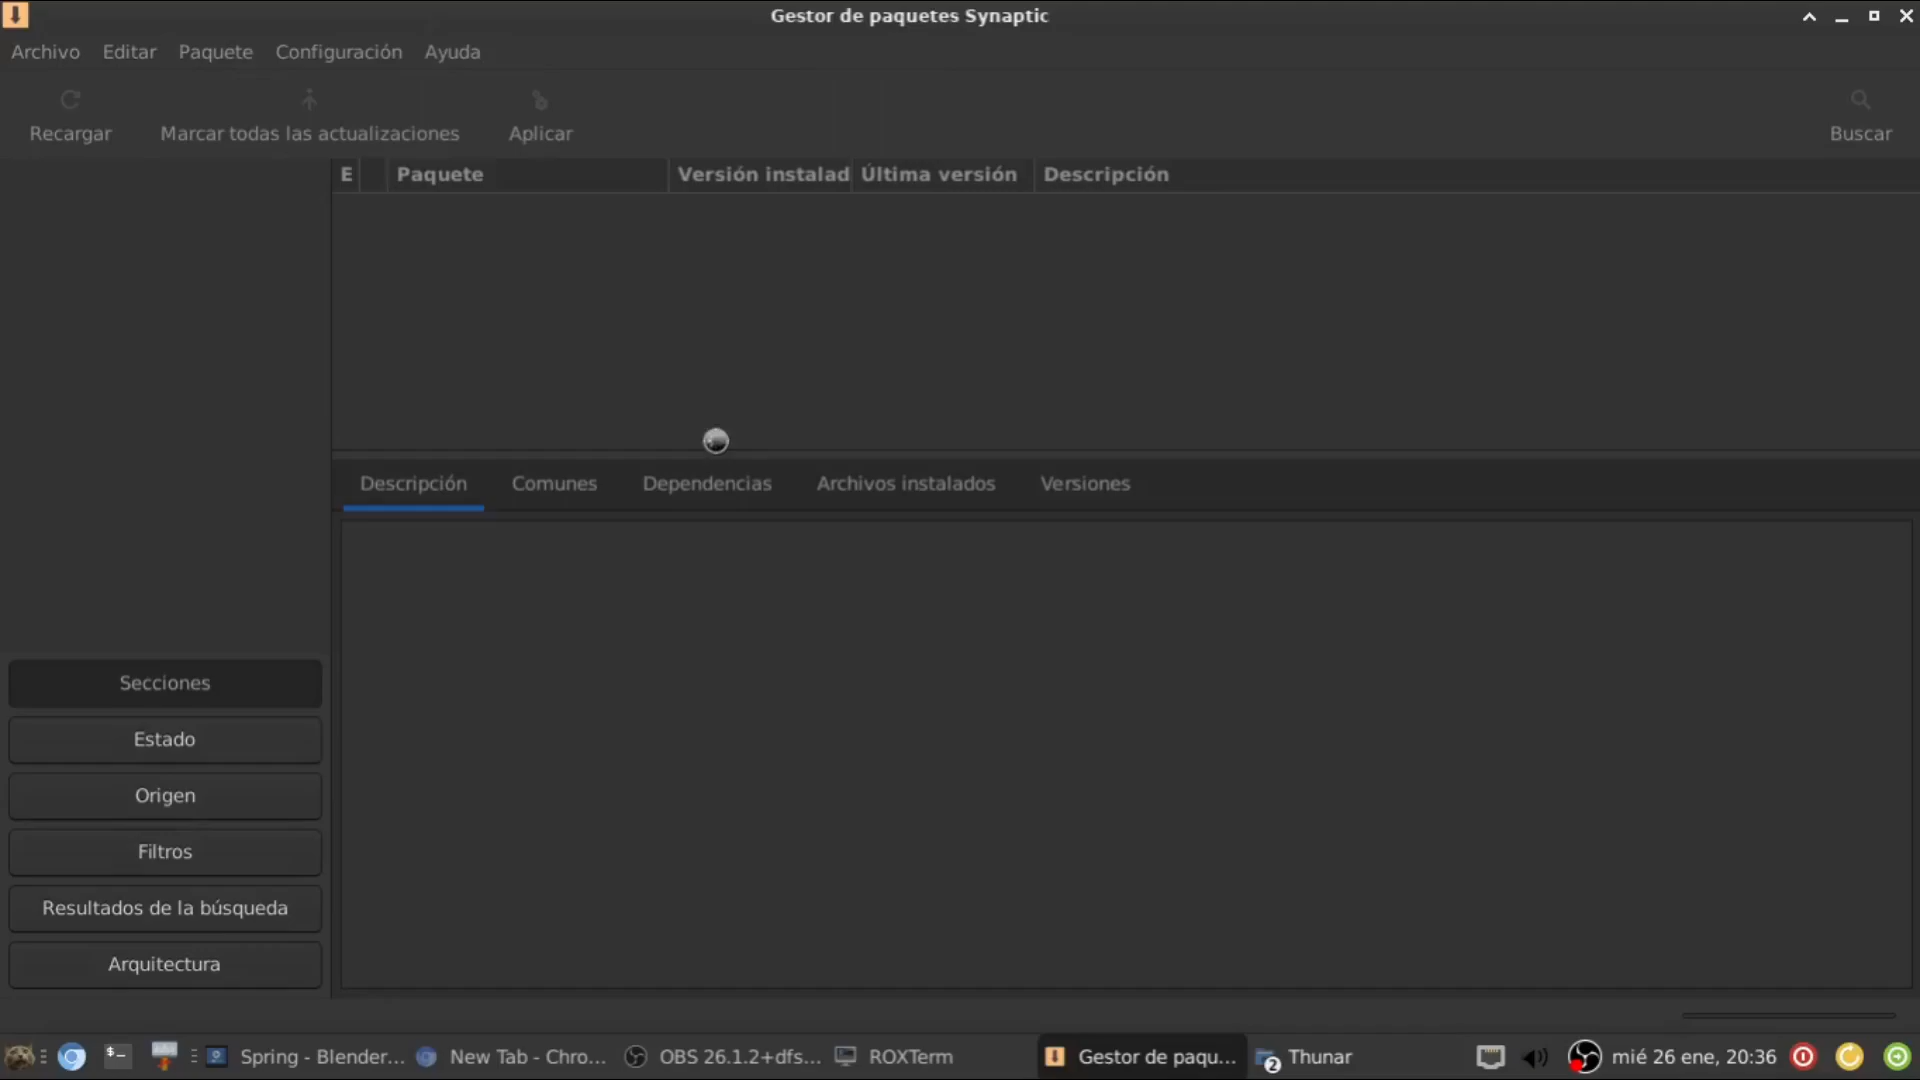 Gestor de paquetes Synaptic
Archivo Editar Paquete Configuración Ayuda
Recargar Marcar todas las actualizaciones Aplicar Buscar
E Paquete Versión instalad Última versión Descripción
Descripción Comunes Dependencias Archivos instalados Versiones
Secciones
Estado
Origen
Filtros
Resultados de la búsqueda
Arquitectura
$- Spring - Blender... New Tab - Chro... OBS 26.1.2+dfs... ROXTerm Gestor de paqu... 2 Thunar mié 26 ene, 20:36